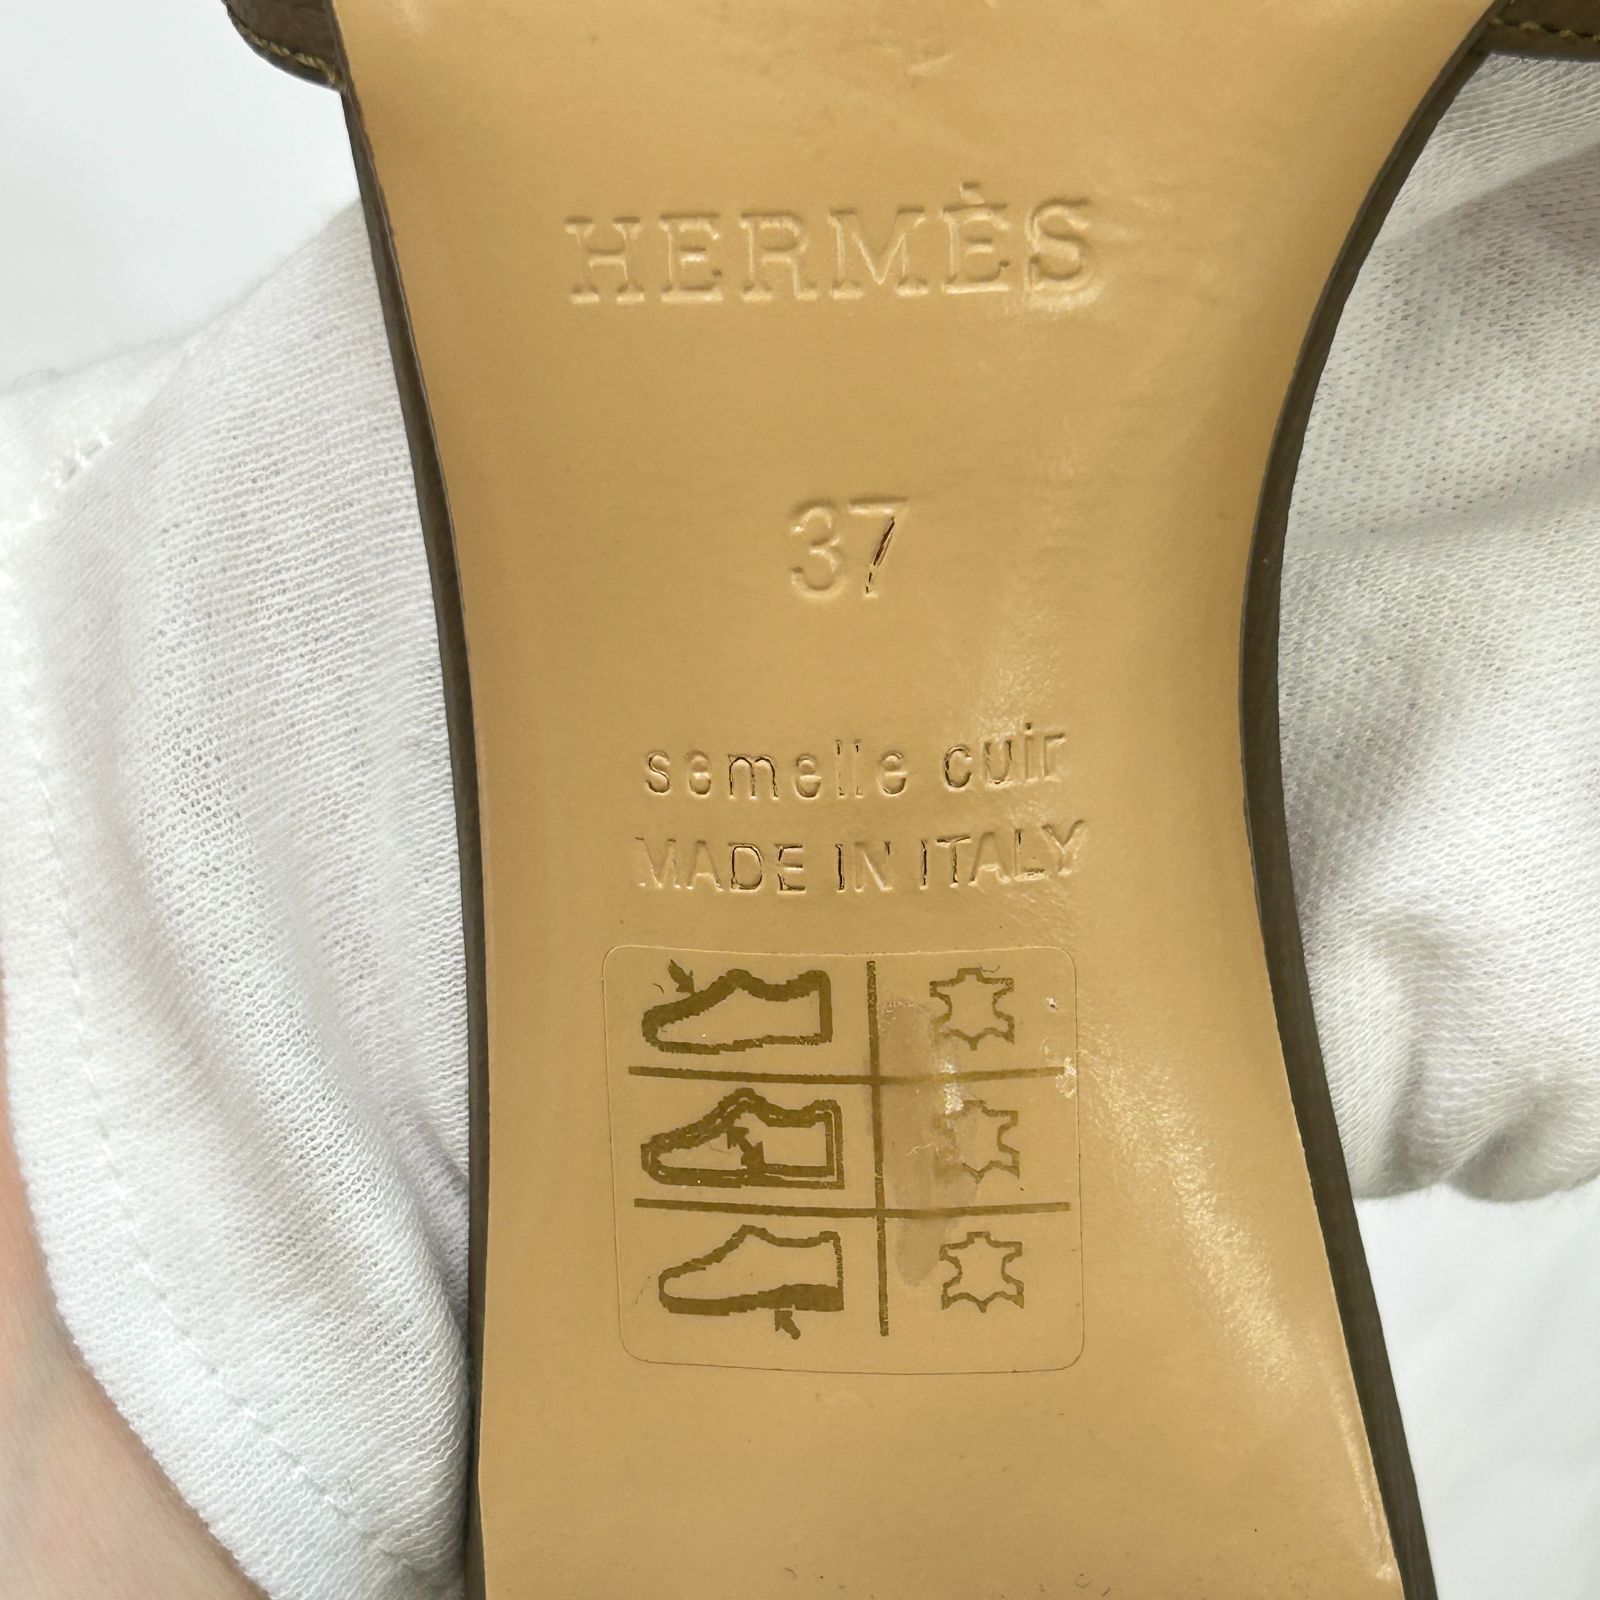 HERMÈS
37
semelle cuir
MADE IN ITALY